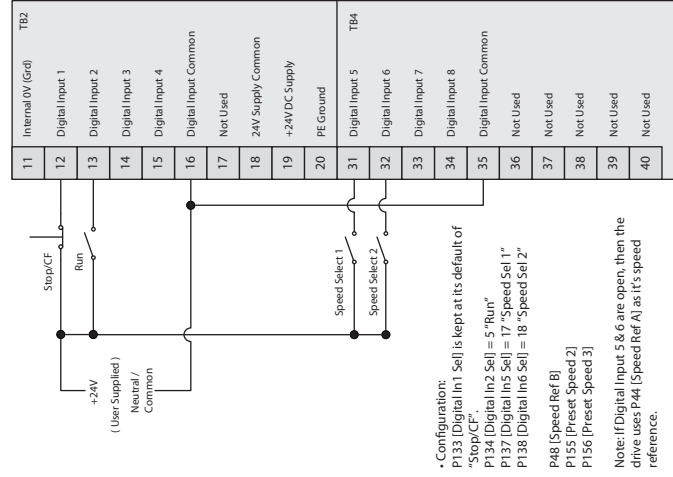 TB2
11 Internal 0V (Grd)
12 Digital Input 1
13 Digital Input 2
14 Digital Input 3
15 Digital Input 4
16 Digital Input Common
17 Not Used
18 24V Supply Common
19 +24V DC Supply
20 PE Ground
TB4
31 Digital Input 5
32 Digital Input 6
33 Digital Input 7
34 Digital Input 8
35 Digital Input Common
36 Not Used
37 Not Used
38 Not Used
39 Not Used
40 Not Used
Stop/CF
Run
+24V
( User Supplied )
Neutral /
Common
Speed Select 1
Speed Select 2
• Configuration:
P133 [Digital In1 Sel] is kept at its default of
"Stop/CF".
P134 [Digital In2 Sel] = 5 "Run"
P137 [Digital In5 Sel] = 17 "Speed Sel 1"
P138 [Digital In6 Sel] = 18 "Speed Sel 2"
P48 [Speed Ref B]
P155 [Preset Speed 2]
P156 [Preset Speed 3]
Note: If Digital Input 5 & 6 are open, then the
drive uses P44 [Speed Ref A] as it's speed
reference.